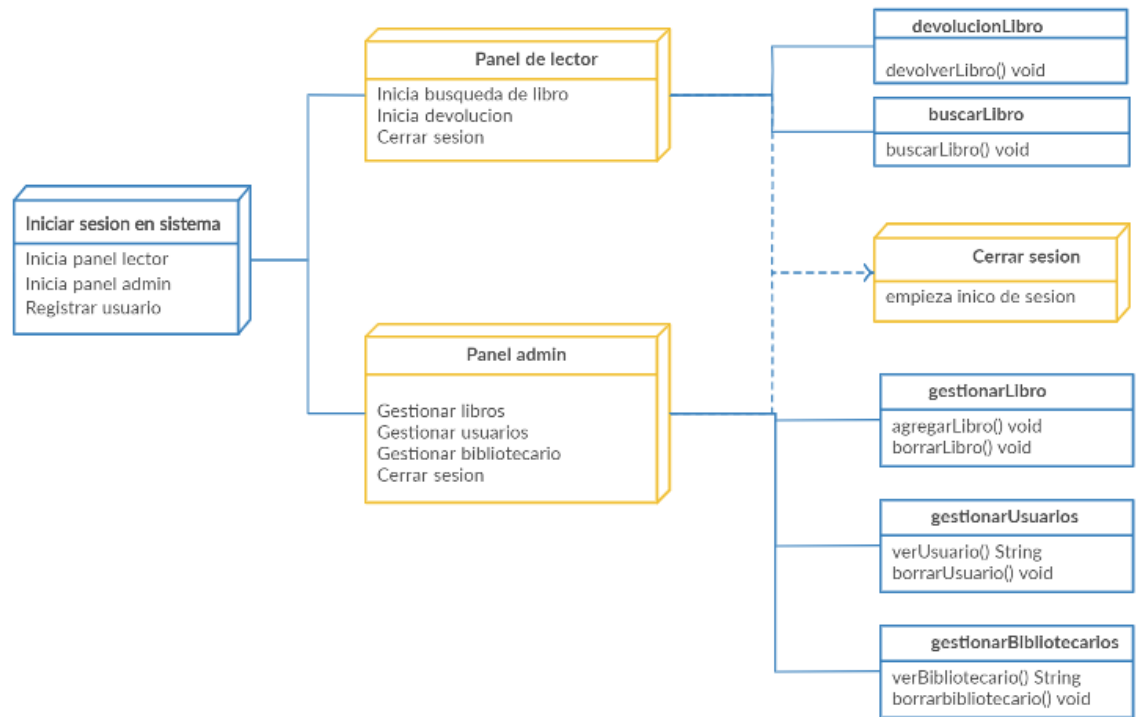 Iniciar sesion en sistema
Inicia panel lector
Inicia panel admin
Registrar usuario
Panel de lector
Inicia busqueda de libro
Inicia devolucion
Cerrar sesion
Panel admin
Gestionar libros
Gestionar usuarios
Gestionar bibliotecario
Cerrar sesion
devolucionLibro
devolverLibro() void
buscarLibro
buscarLibro() void
Cerrar sesion
empieza inico de sesion
gestionarLibro
agregarLibro() void
borrarLibro() void
gestionarUsuarios
verUsuario() String
borrarUsuario() void
gestionarBibliotecarios
verBibliotecario() String
borrarbibliotecario() void